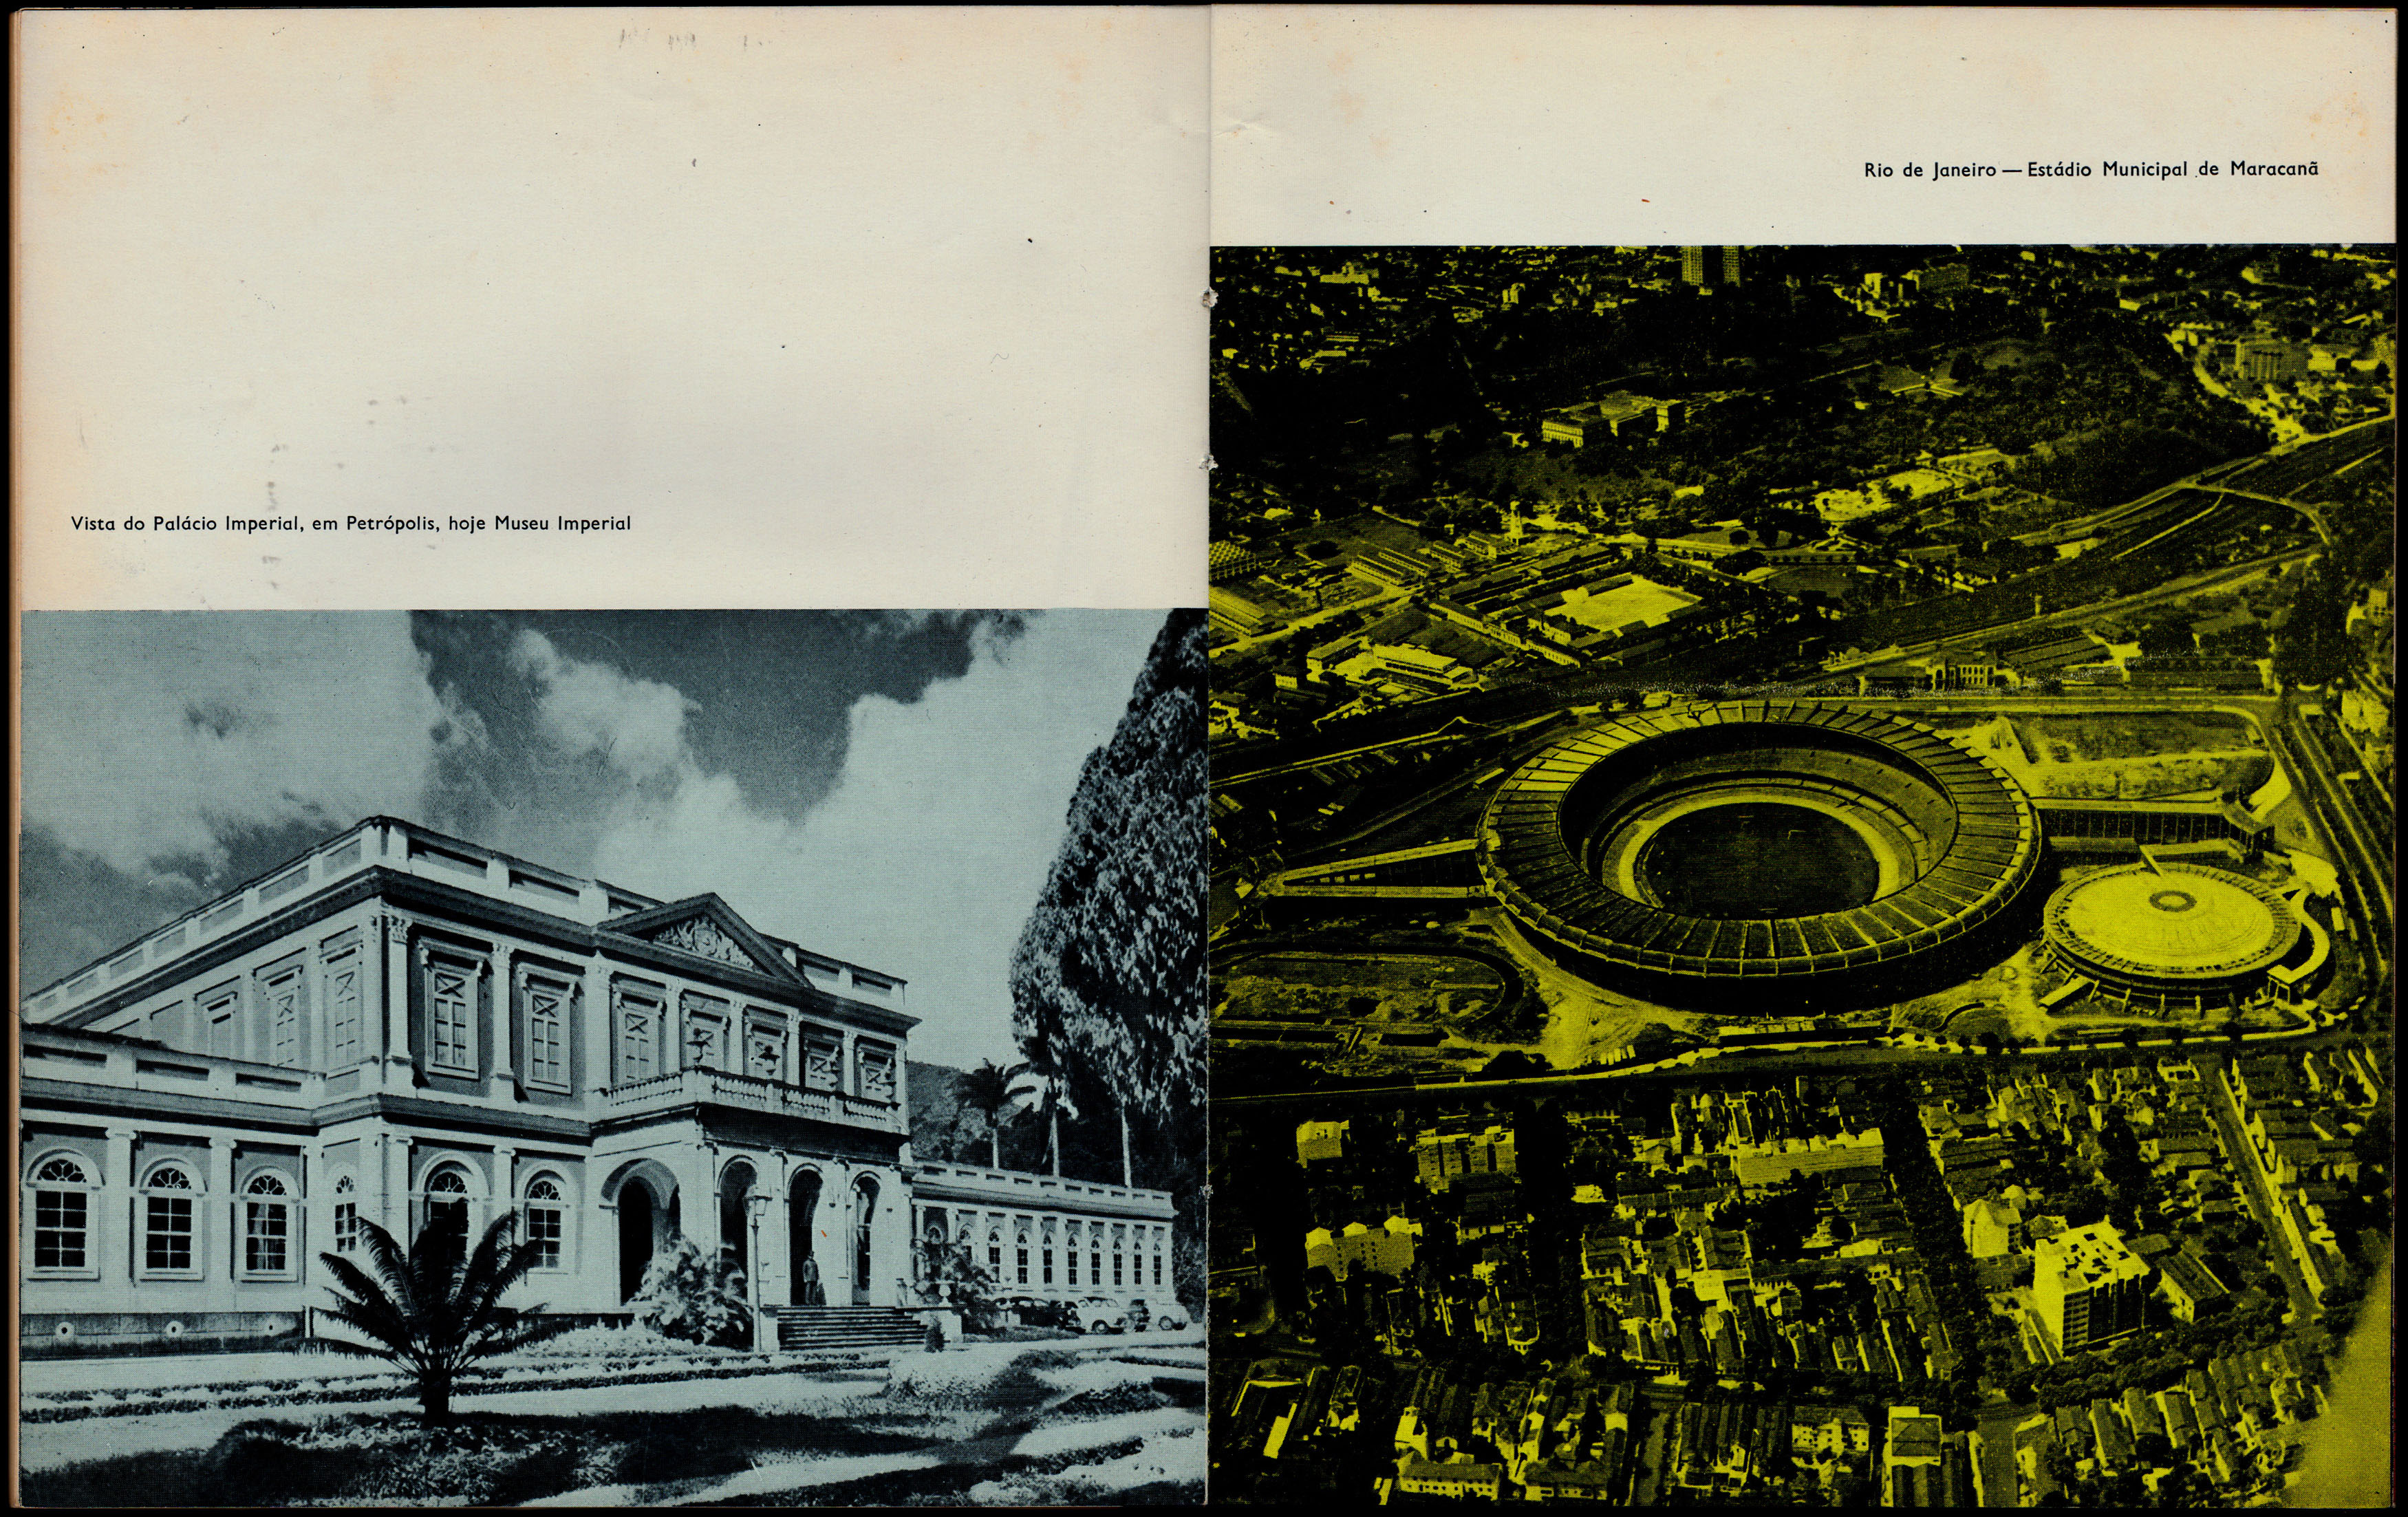 Vista do Palácio Imperial, em Petrópolis, hoje Museu Imperial
Rio de Janeiro — Estádio Municipal de Maracanã